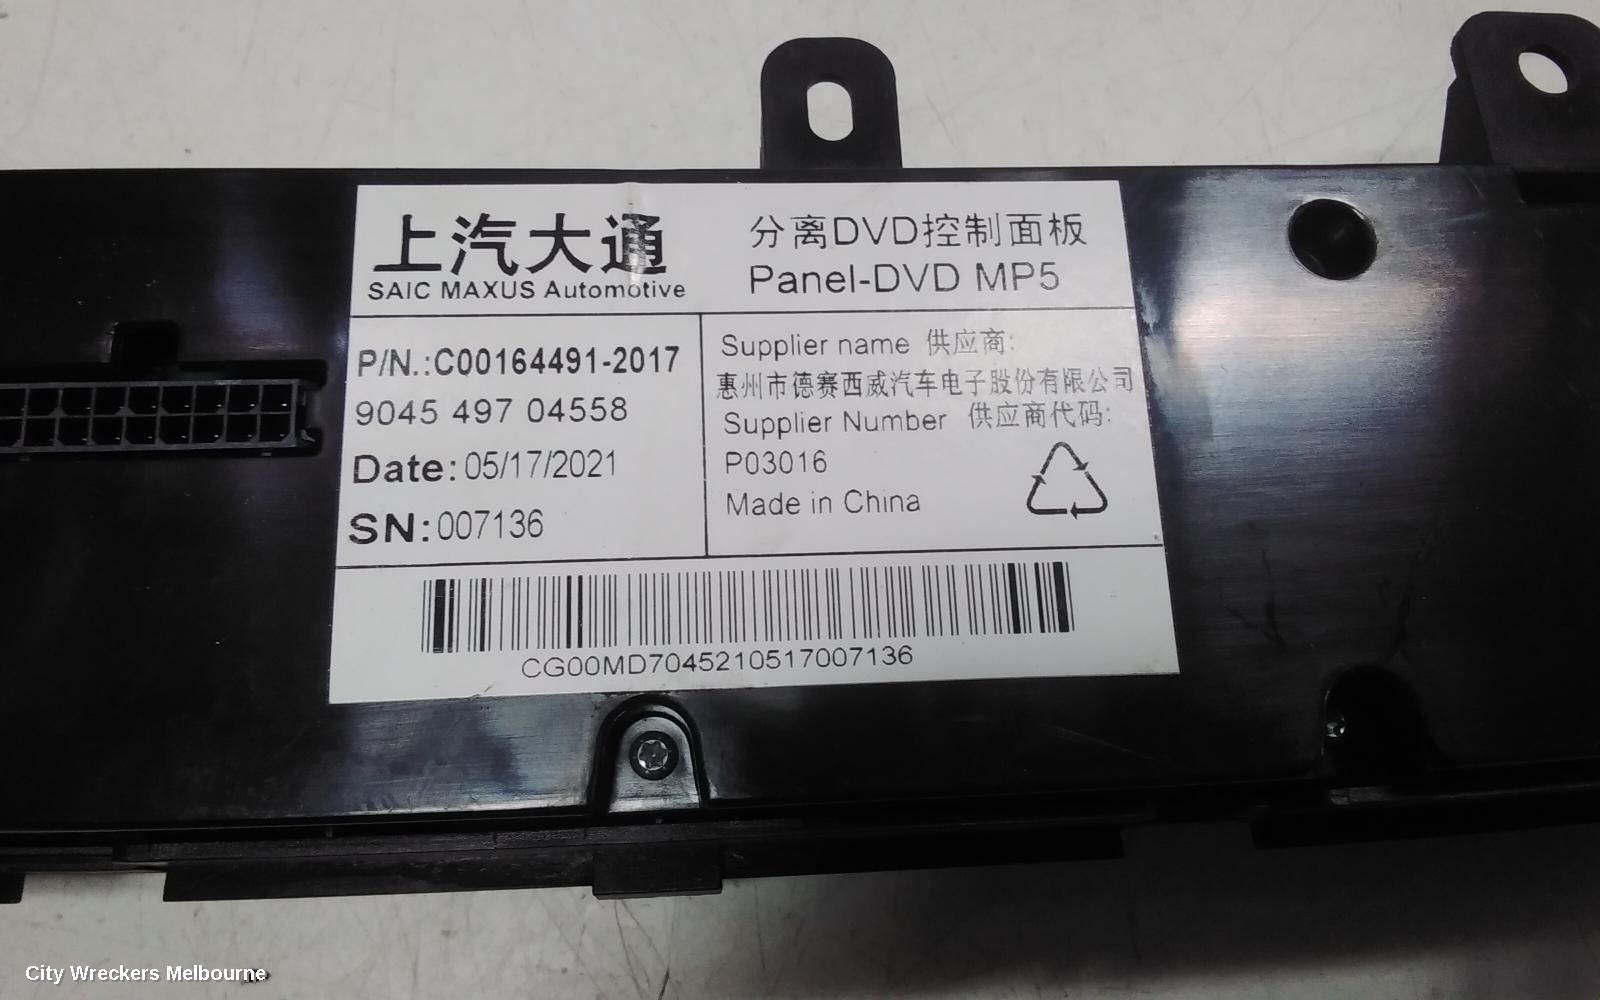 上汽大通
SAIC MAXUS Automotive
分离DVD控制面板
Panel-DVD MP5
P/N.:C00164491-2017
9045 497 04558
Date:05/17/2021
SN:007136
Supplier name 供应商:
惠州市德赛西威汽车电子股份有限公司
Supplier Number 供应商代码:
P03016
Made in China
CG00MD7045210517007136
City Wreckers Melbourne